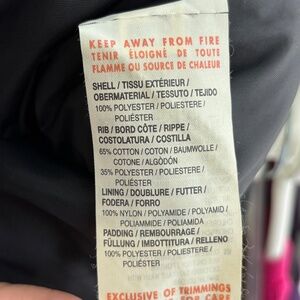 KEEP AWAY FROM FIRE
TENIR ÉLOIGNÉ DE TOUTE
FLAMME OU SOURCE DE CHALEUR
SHELL / TISSU EXTÉRIEUR /
OBERMATERIAL / TESSUTO / TEJIDO
100% POLYESTER / POLIESTERE /
POLIÉSTER
RIB / BORD CÔTE / RIPPE /
COSTOLATURA / COSTILLA
65% COTTON / COTON / BAUMWOLLE /
COTONE / ALGODÓN
35% POLYESTER / POLIESTERE /
POLIÉSTER
LINING / DOUBLURE / FUTTER /
FODERA / FORRO
100% NYLON / POLYAMIDE / POLYAMID /
POLIAMMIDE / POLIAMIDA
PADDING / REMBOURRAGE /
FÜLLUNG / IMBOTTITURA / RELLENO
100% POLYESTER / POLIESTERE /
POLIÉSTER
EXCLUSIVE OF TRIMMINGS
FOR CARE